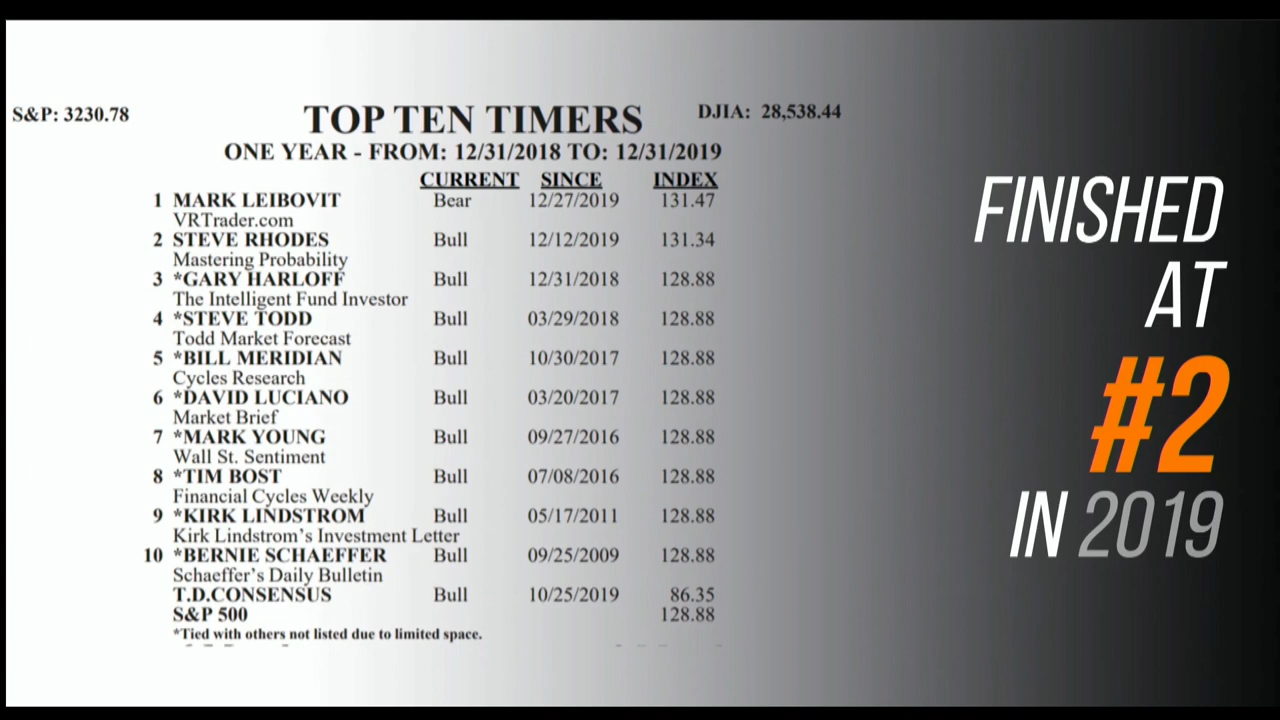 S&P: 3230.78
TOP TEN TIMERS
DJIA: 28,538.44
ONE YEAR - FROM: 12/31/2018 TO: 12/31/2019
CURRENT SINCE INDEX
1 MARK LEIBOVIT Bear 12/27/2019 131.47
VRTrader.com
2 STEVE RHODES Bull 12/12/2019 131.34
Mastering Probability
3 *GARY HARLOFF Bull 12/31/2018 128.88
The Intelligent Fund Investor
4 *STEVE TODD Bull 03/29/2018 128.88
Todd Market Forecast
5 *BILL MERIDIAN Bull 10/30/2017 128.88
Cycles Research
6 *DAVID LUCIANO Bull 03/20/2017 128.88
Market Brief
7 *MARK YOUNG Bull 09/27/2016 128.88
Wall St. Sentiment
8 *TIM BOST Bull 07/08/2016 128.88
Financial Cycles Weekly
9 *KIRK LINDSTROM Bull 05/17/2011 128.88
Kirk Lindstrom's Investment Letter
10 *BERNIE SCHAEFFER Bull 09/25/2009 128.88
Schaeffer's Daily Bulletin
T.D.CONSENSUS Bull 10/25/2019 86.35
S&P 500 128.88
*Tied with others not listed due to limited space.
FINISHED
AT
#2
IN 2019